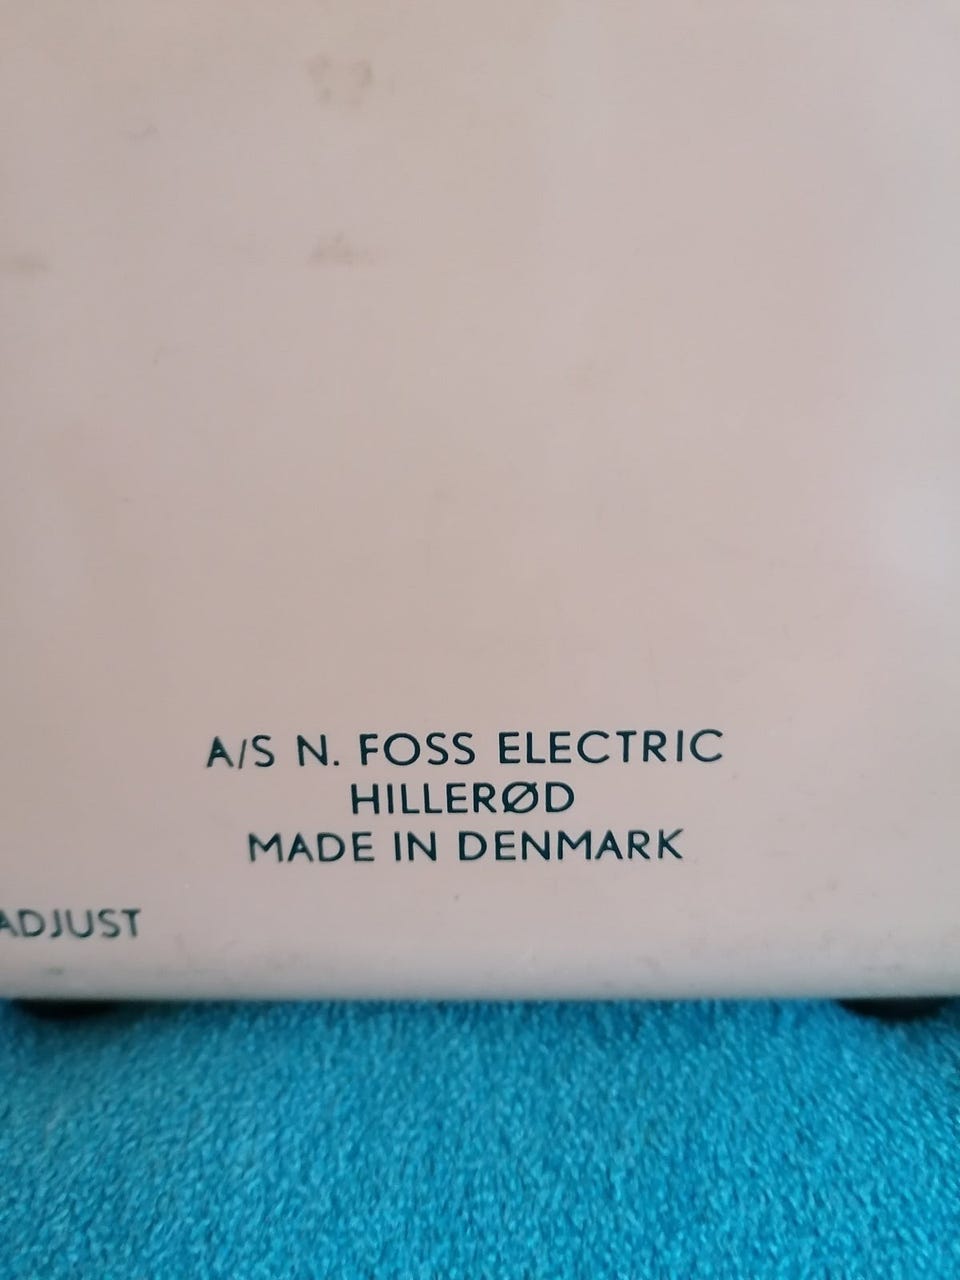 A/S N. FOSS ELECTRIC
HILLERØD
MADE IN DENMARK
ADJUST